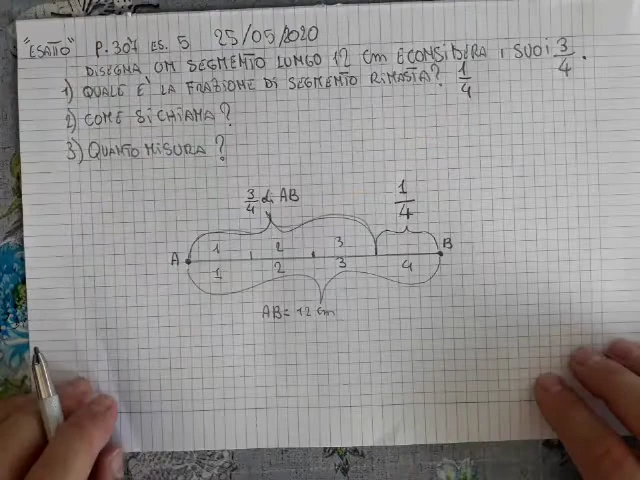 "ESATTO" P. 307 ES. 5 25/05/2020
DISEGNA UM SEGMENTO LUNGO 12 cm E CONSIDERA I SUOI 3/4.
1) QUALE È LA FRAZIONE DI SEGMENTO RIMASTA? 1/4
2) COME SI CHIAMA?
3) QUANTO MISURA?
3/4 di AB 1/4
A 1 2 3 B
1 2 3 4
AB = 12 cm